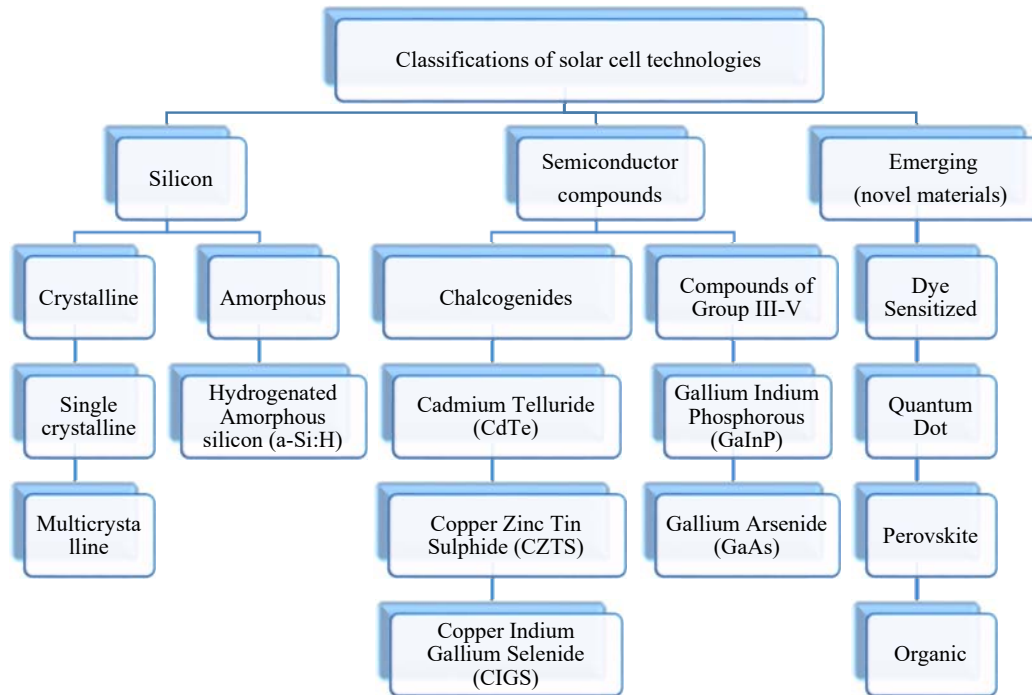 Classifications of solar cell technologies
Silicon
Semiconductor
compounds
Emerging
(novel materials)
Crystalline
Amorphous
Chalcogenides
Compounds of
Group III-V
Dye
Sensitized
Single
crystalline
Hydrogenated
Amorphous
silicon (a-Si:H)
Cadmium Telluride
(CdTe)
Gallium Indium
Phosphorous
(GaInP)
Quantum
Dot
Multicrysta
lline
Copper Zinc Tin
Sulphide (CZTS)
Gallium Arsenide
(GaAs)
Perovskite
Copper Indium
Gallium Selenide
(CIGS)
Organic